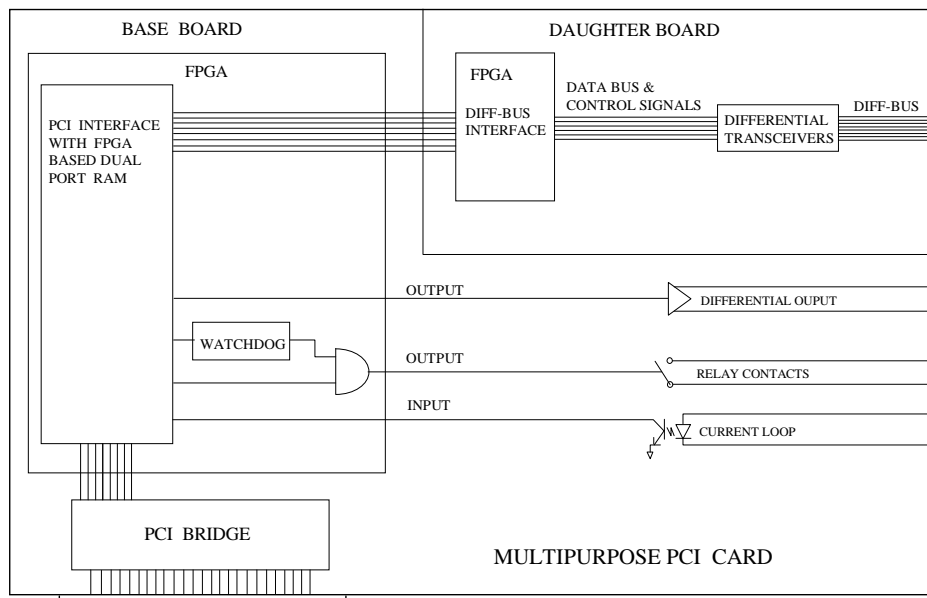 BASE BOARD
DAUGHTER BOARD
FPGA
PCI INTERFACE
WITH FPGA
BASED DUAL
PORT RAM
FPGA
DIFF-BUS
INTERFACE
DATA BUS &
CONTROL SIGNALS
DIFFERENTIAL
TRANSCEIVERS
DIFF-BUS
OUTPUT
DIFFERENTIAL OUPUT
WATCHDOG
OUTPUT
RELAY CONTACTS
INPUT
CURRENT LOOP
PCI BRIDGE
MULTIPURPOSE PCI CARD